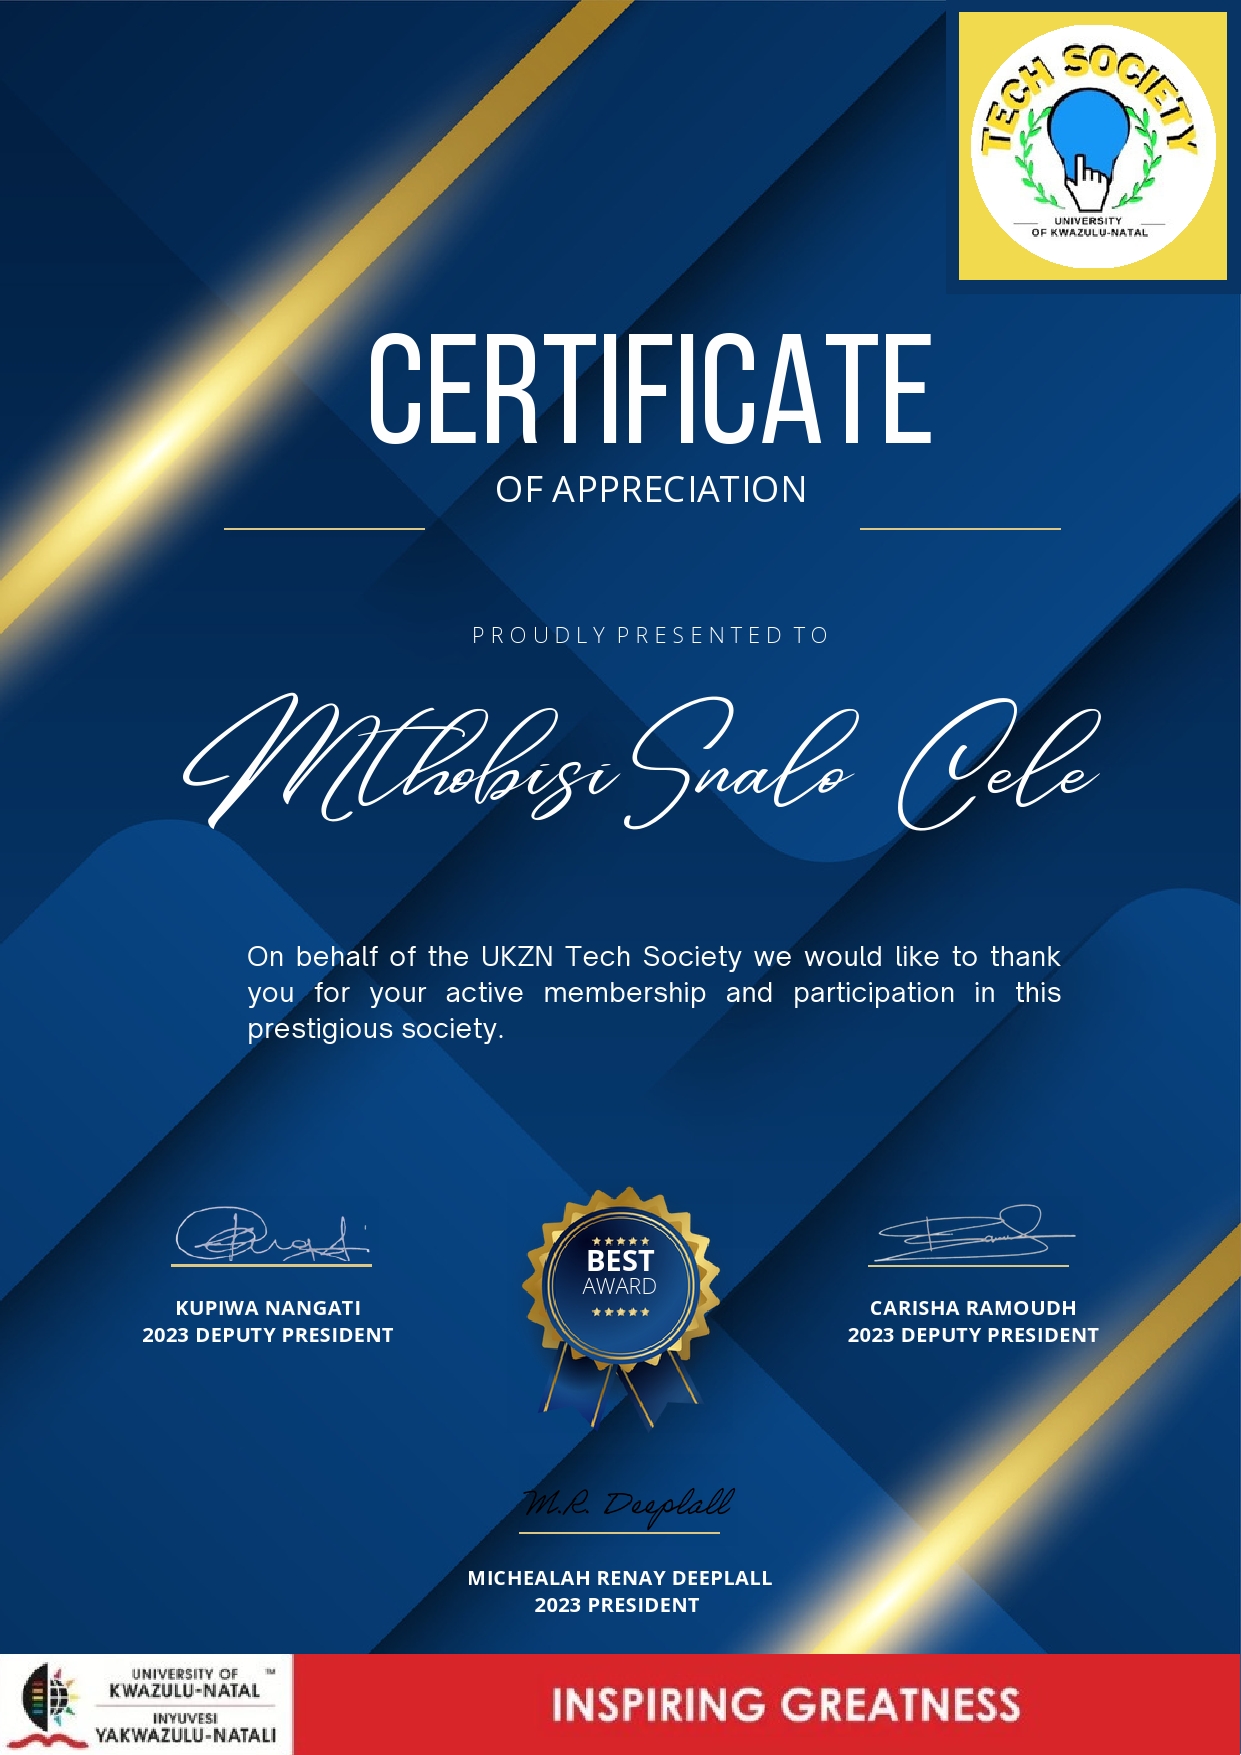 TECH SOCIETY
UNIVERSITY
OF KWAZULU-NATAL
CERTIFICATE
OF APPRECIATION
PROUDLY PRESENTED TO
Mthobisi Snalo Cele
On behalf of the UKZN Tech Society we would like to thank
you for your active membership and participation in this
prestigious society.
BEST
AWARD
KUPIWA NANGATI
2023 DEPUTY PRESIDENT
CARISHA RAMOUDH
2023 DEPUTY PRESIDENT
M.R. Deeplall
MICHEALAH RENAY DEEPLALL
2023 PRESIDENT
UNIVERSITY OF ™
KWAZULU-NATAL
INYUVESI
YAKWAZULU-NATALI
INSPIRING GREATNESS